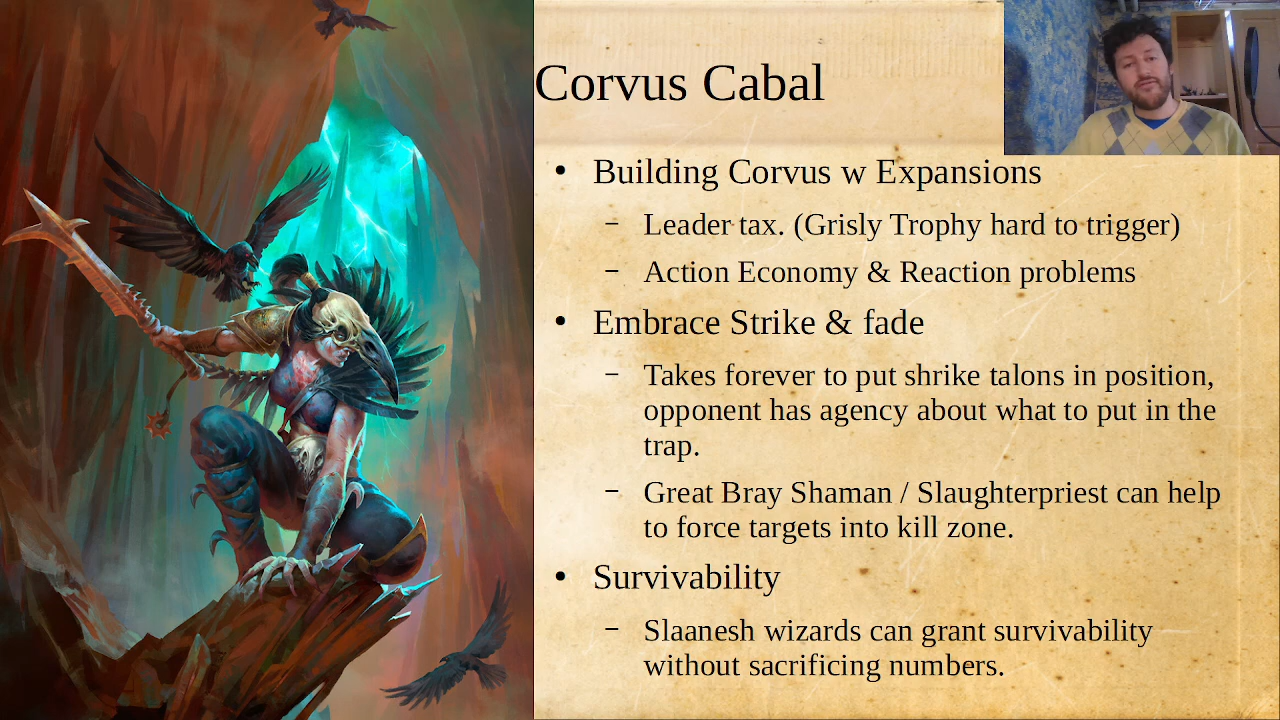 Corvus Cabal
• Building Corvus w Expansions
– Leader tax. (Grisly Trophy hard to trigger)
– Action Economy & Reaction problems
• Embrace Strike & fade
– Takes forever to put shrike talons in position,
opponent has agency about what to put in the
trap.
– Great Bray Shaman / Slaughterpriest can help
to force targets into kill zone.
• Survivability
– Slaanesh wizards can grant survivability
without sacrificing numbers.